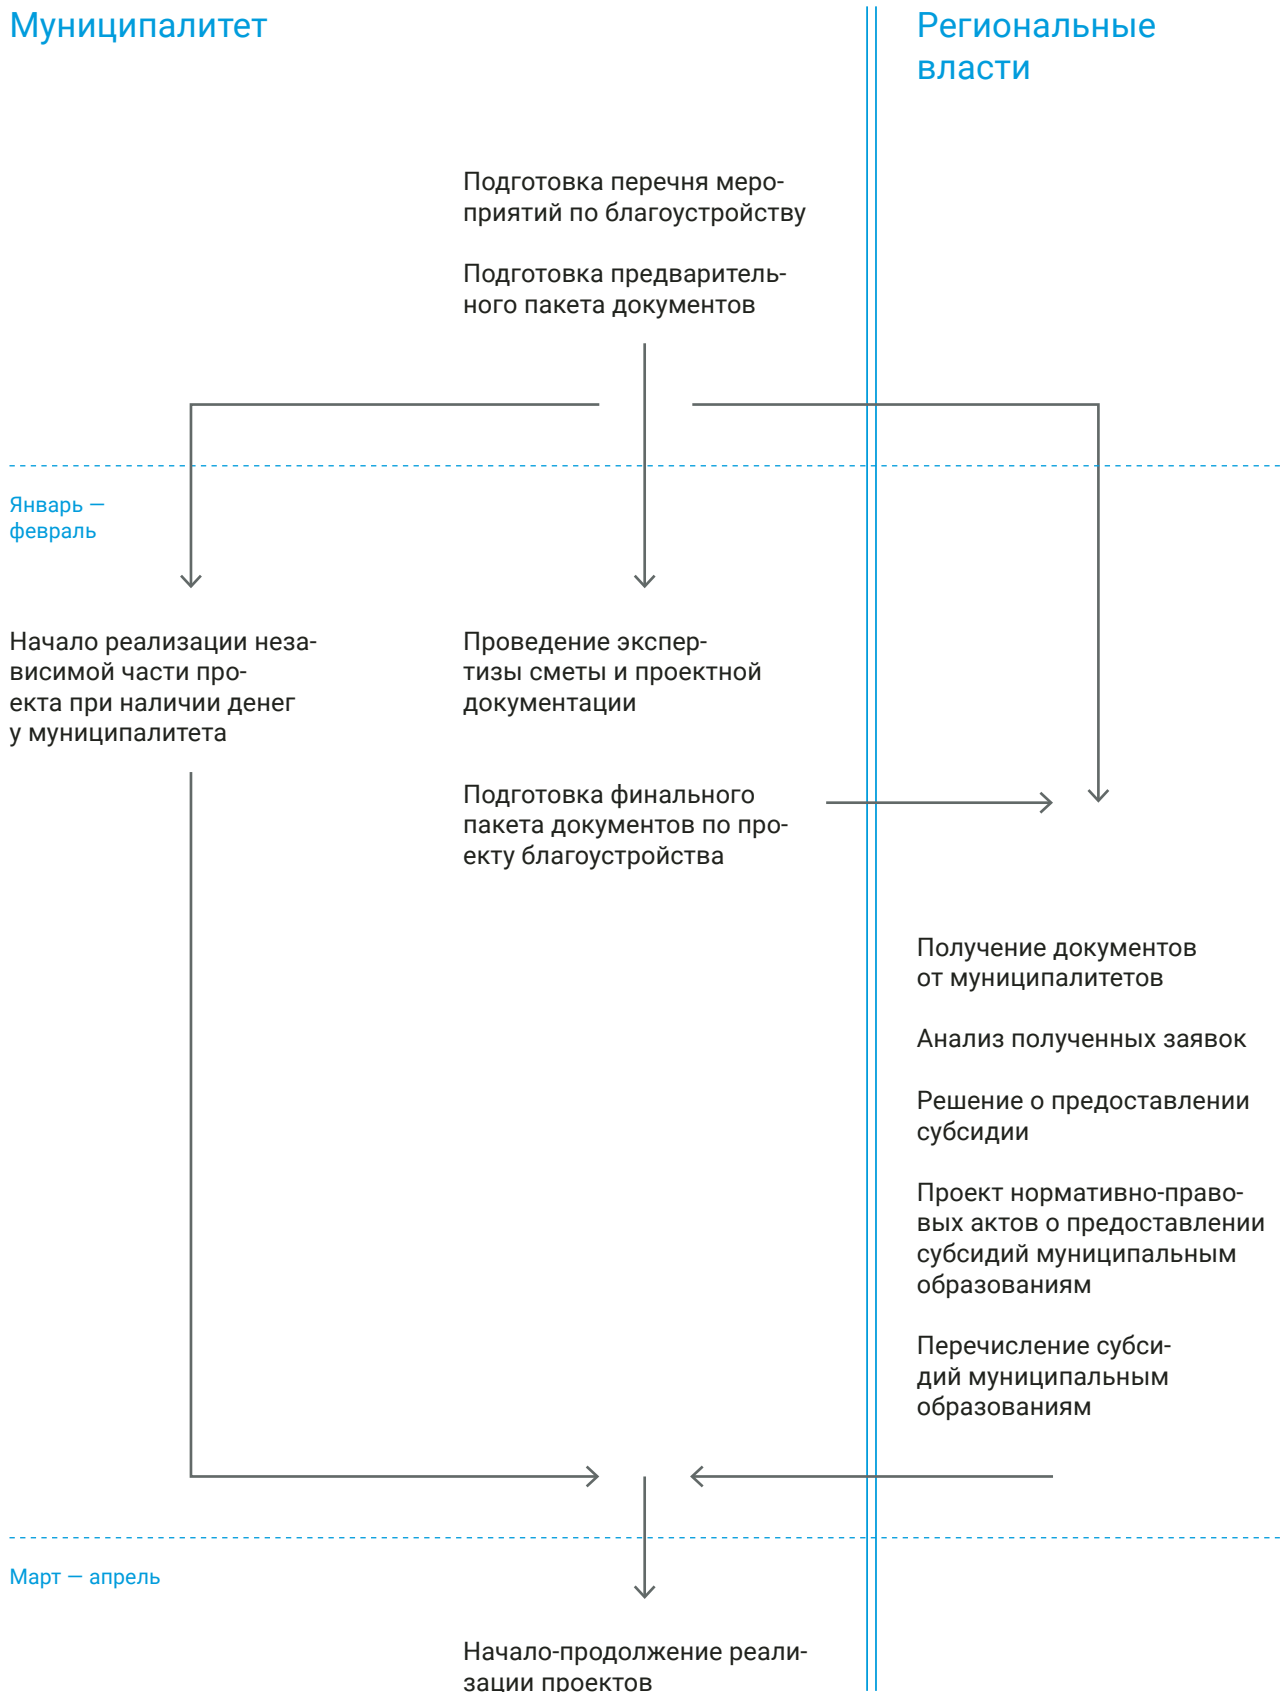 Муниципалитет
Региональные
власти
Подготовка перечня меро-
приятий по благоустройству
Подготовка предваритель-
ного пакета документов
Январь —
февраль
Начало реализации неза-
висимой части про-
екта при наличии денег
у муниципалитета
Проведение экспер-
тизы сметы и проектной
документации
Подготовка финального
пакета документов по про-
екту благоустройства
Получение документов
от муниципалитетов
Анализ полученных заявок
Решение о предоставлении
субсидии
Проект нормативно-право-
вых актов о предоставлении
субсидий муниципальным
образованиям
Перечисление субси-
дий муниципальным
образованиям
Март — апрель
Начало-продолжение реали-
зации проектов